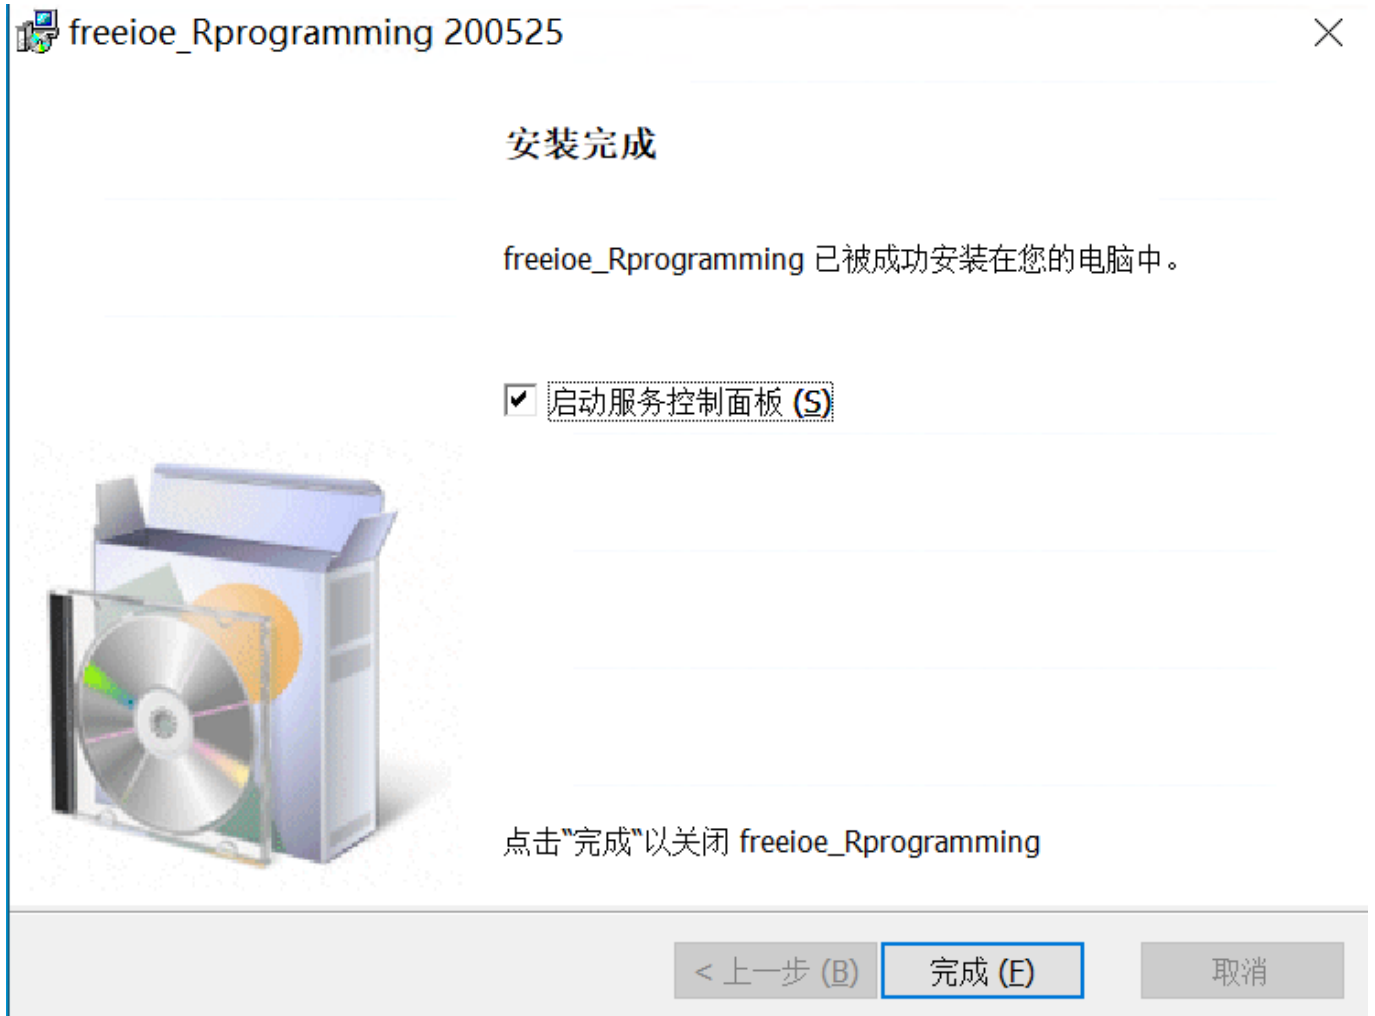 freeioe_Rprogramming 200525
安装完成
freeioe_Rprogramming 已被成功安装在您的电脑中。
启动服务控制面板 (S)
点击“完成“以关闭 freeioe_Rprogramming
< 上一步 (B)
完成 (F)
取消